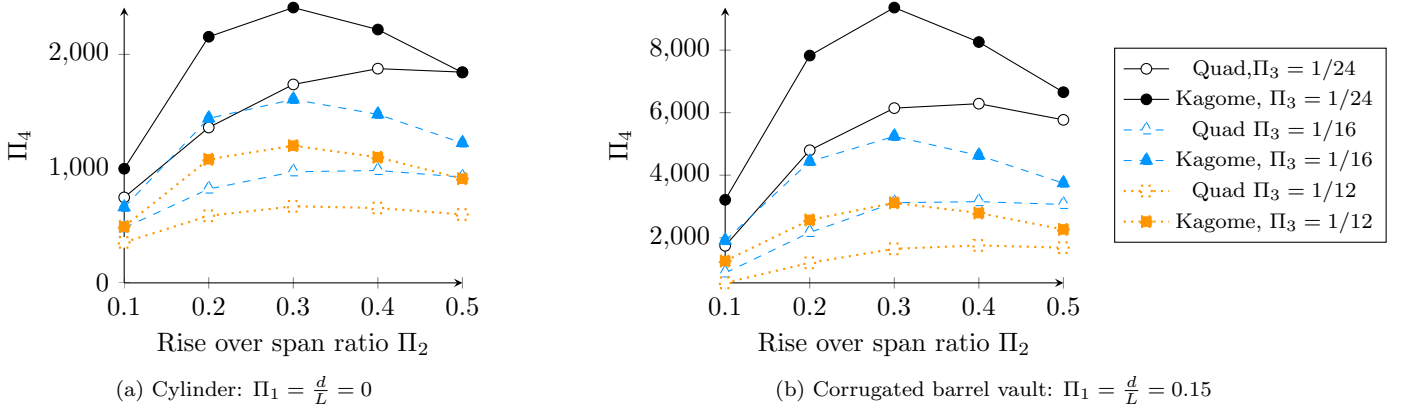 2,000
1,000
0
0.1 0.2 0.3 0.4 0.5
Π₄
Rise over span ratio Π₂
(a) Cylinder: Π₁ = d/L = 0
8,000
6,000
4,000
2,000
0.1 0.2 0.3 0.4 0.5
Π₄
Rise over span ratio Π₂
(b) Corrugated barrel vault: Π₁ = d/L = 0.15
Quad,Π₃ = 1/24
Kagome, Π₃ = 1/24
Quad Π₃ = 1/16
Kagome, Π₃ = 1/16
Quad Π₃ = 1/12
Kagome, Π₃ = 1/12